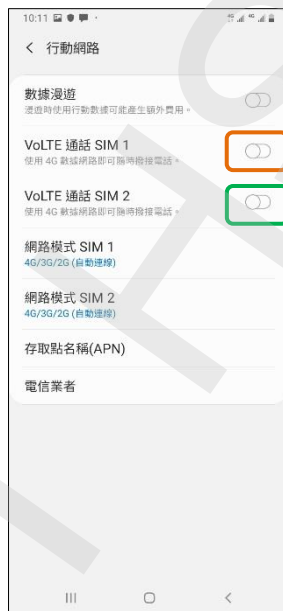 10:11
行動網路
數據漫遊
漫遊時使用行動數據可能產生額外費用。
VoLTE 通話 SIM 1
使用 4G 數據網路即可隨時撥接電話。
VoLTE 通話 SIM 2
使用 4G 數據網路即可隨時撥接電話。
網路模式 SIM 1
4G/3G/2G (自動連線)
網路模式 SIM 2
4G/3G/2G (自動連線)
存取點名稱(APN)
電信業者